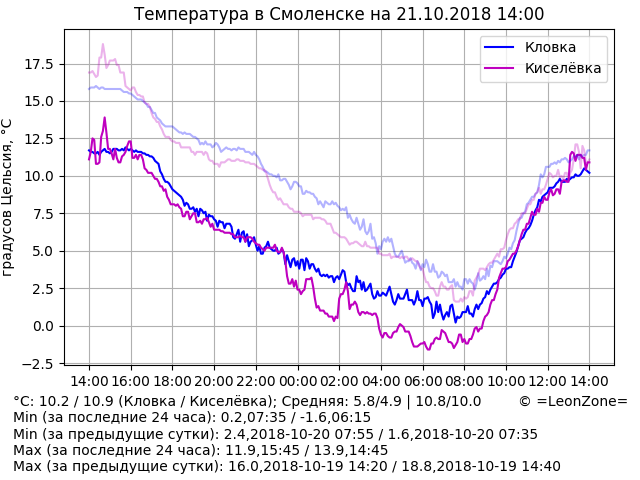 Температура в Смоленске на 21.10.2018 14:00
Кловка
Киселёвка
градусов Цельсия, °C
17.5
15.0
12.5
10.0
7.5
5.0
2.5
0.0
−2.5
14:00 16:00 18:00 20:00 22:00 00:00 02:00 04:00 06:00 08:00 10:00 12:00 14:00
°C: 10.2 / 10.9 (Кловка / Киселёвка); Средняя: 5.8/4.9 | 10.8/10.0 © =LeonZone=
Min (за последние 24 часа): 0.2,07:35 / -1.6,06:15
Min (за предыдущие сутки): 2.4,2018-10-20 07:55 / 1.6,2018-10-20 07:35
Max (за последние 24 часа): 11.9,15:45 / 13.9,14:45
Max (за предыдущие сутки): 16.0,2018-10-19 14:20 / 18.8,2018-10-19 14:40